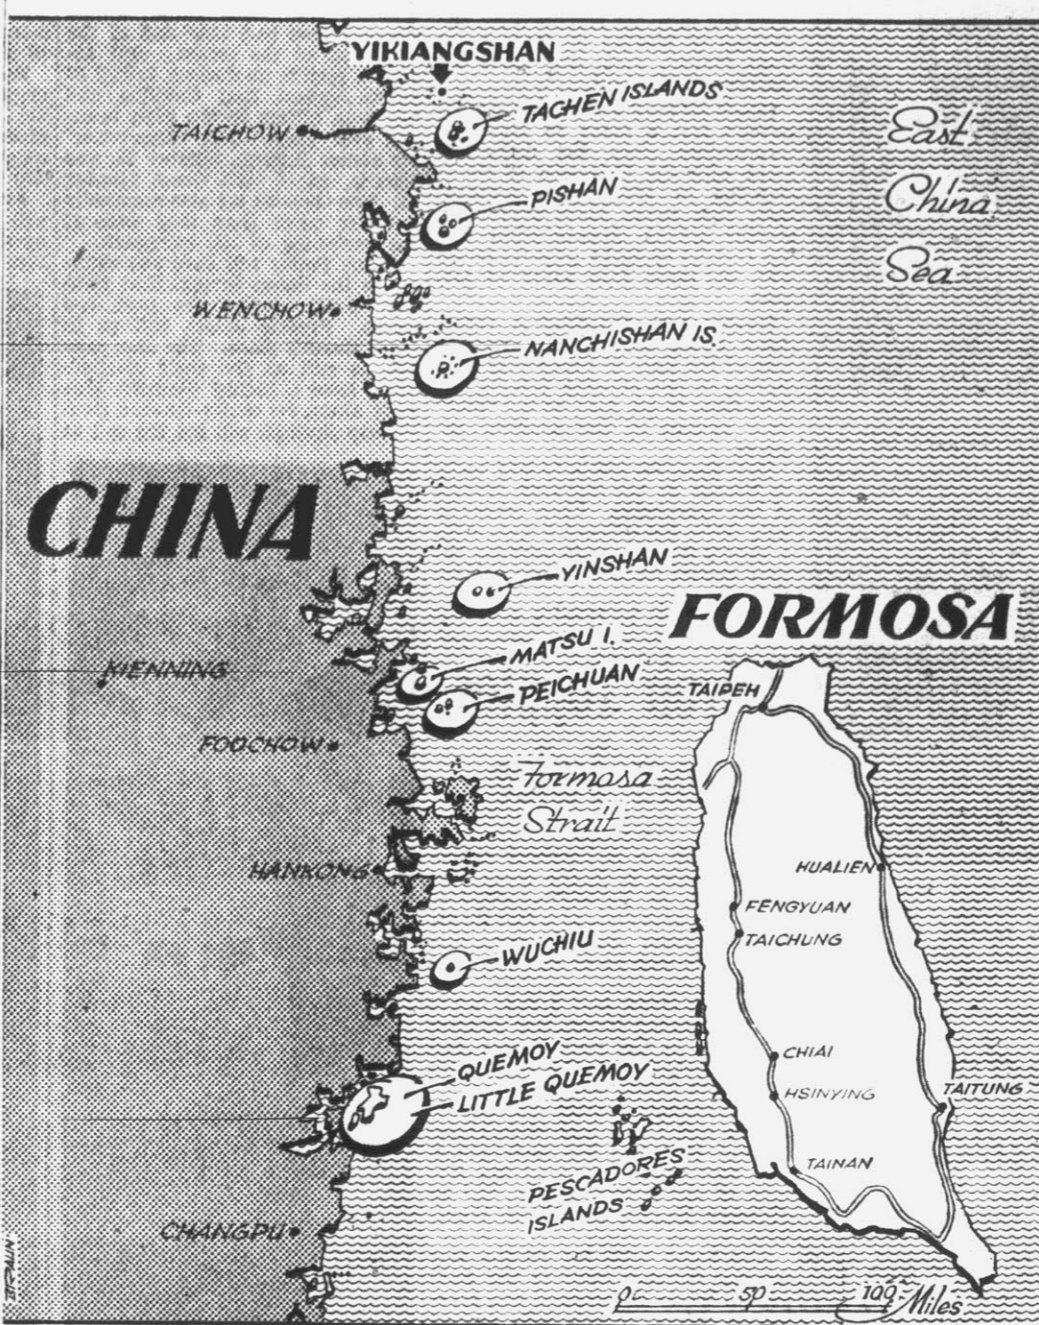 YIKIANGSHAN
TACHEN ISLANDS
East
China
Sea
TAICHOW
PISHAN
WENCHOW
NANCHISHAN IS.
CHINA
YINSHAN
FORMOSA
MATSU I.
KIENNING
PEICHUAN
TAIPEH
FOOCHOW
Formosa
Strait
HANKONG
HUALIEN
FENGYUAN
TAICHUNG
WUCHIU
QUEMOY
LITTLE QUEMOY
CHIAI
HSINYING
TAITUNG
PESCADORES
ISLANDS
TAINAN
CHANGPU
BRAUN
0 50 100 Miles